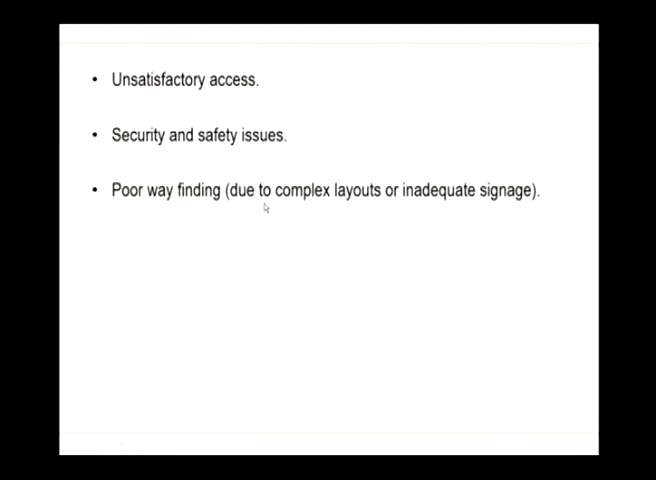 • Unsatisfactory access.
• Security and safety issues.
• Poor way finding (due to complex layouts or inadequate signage).